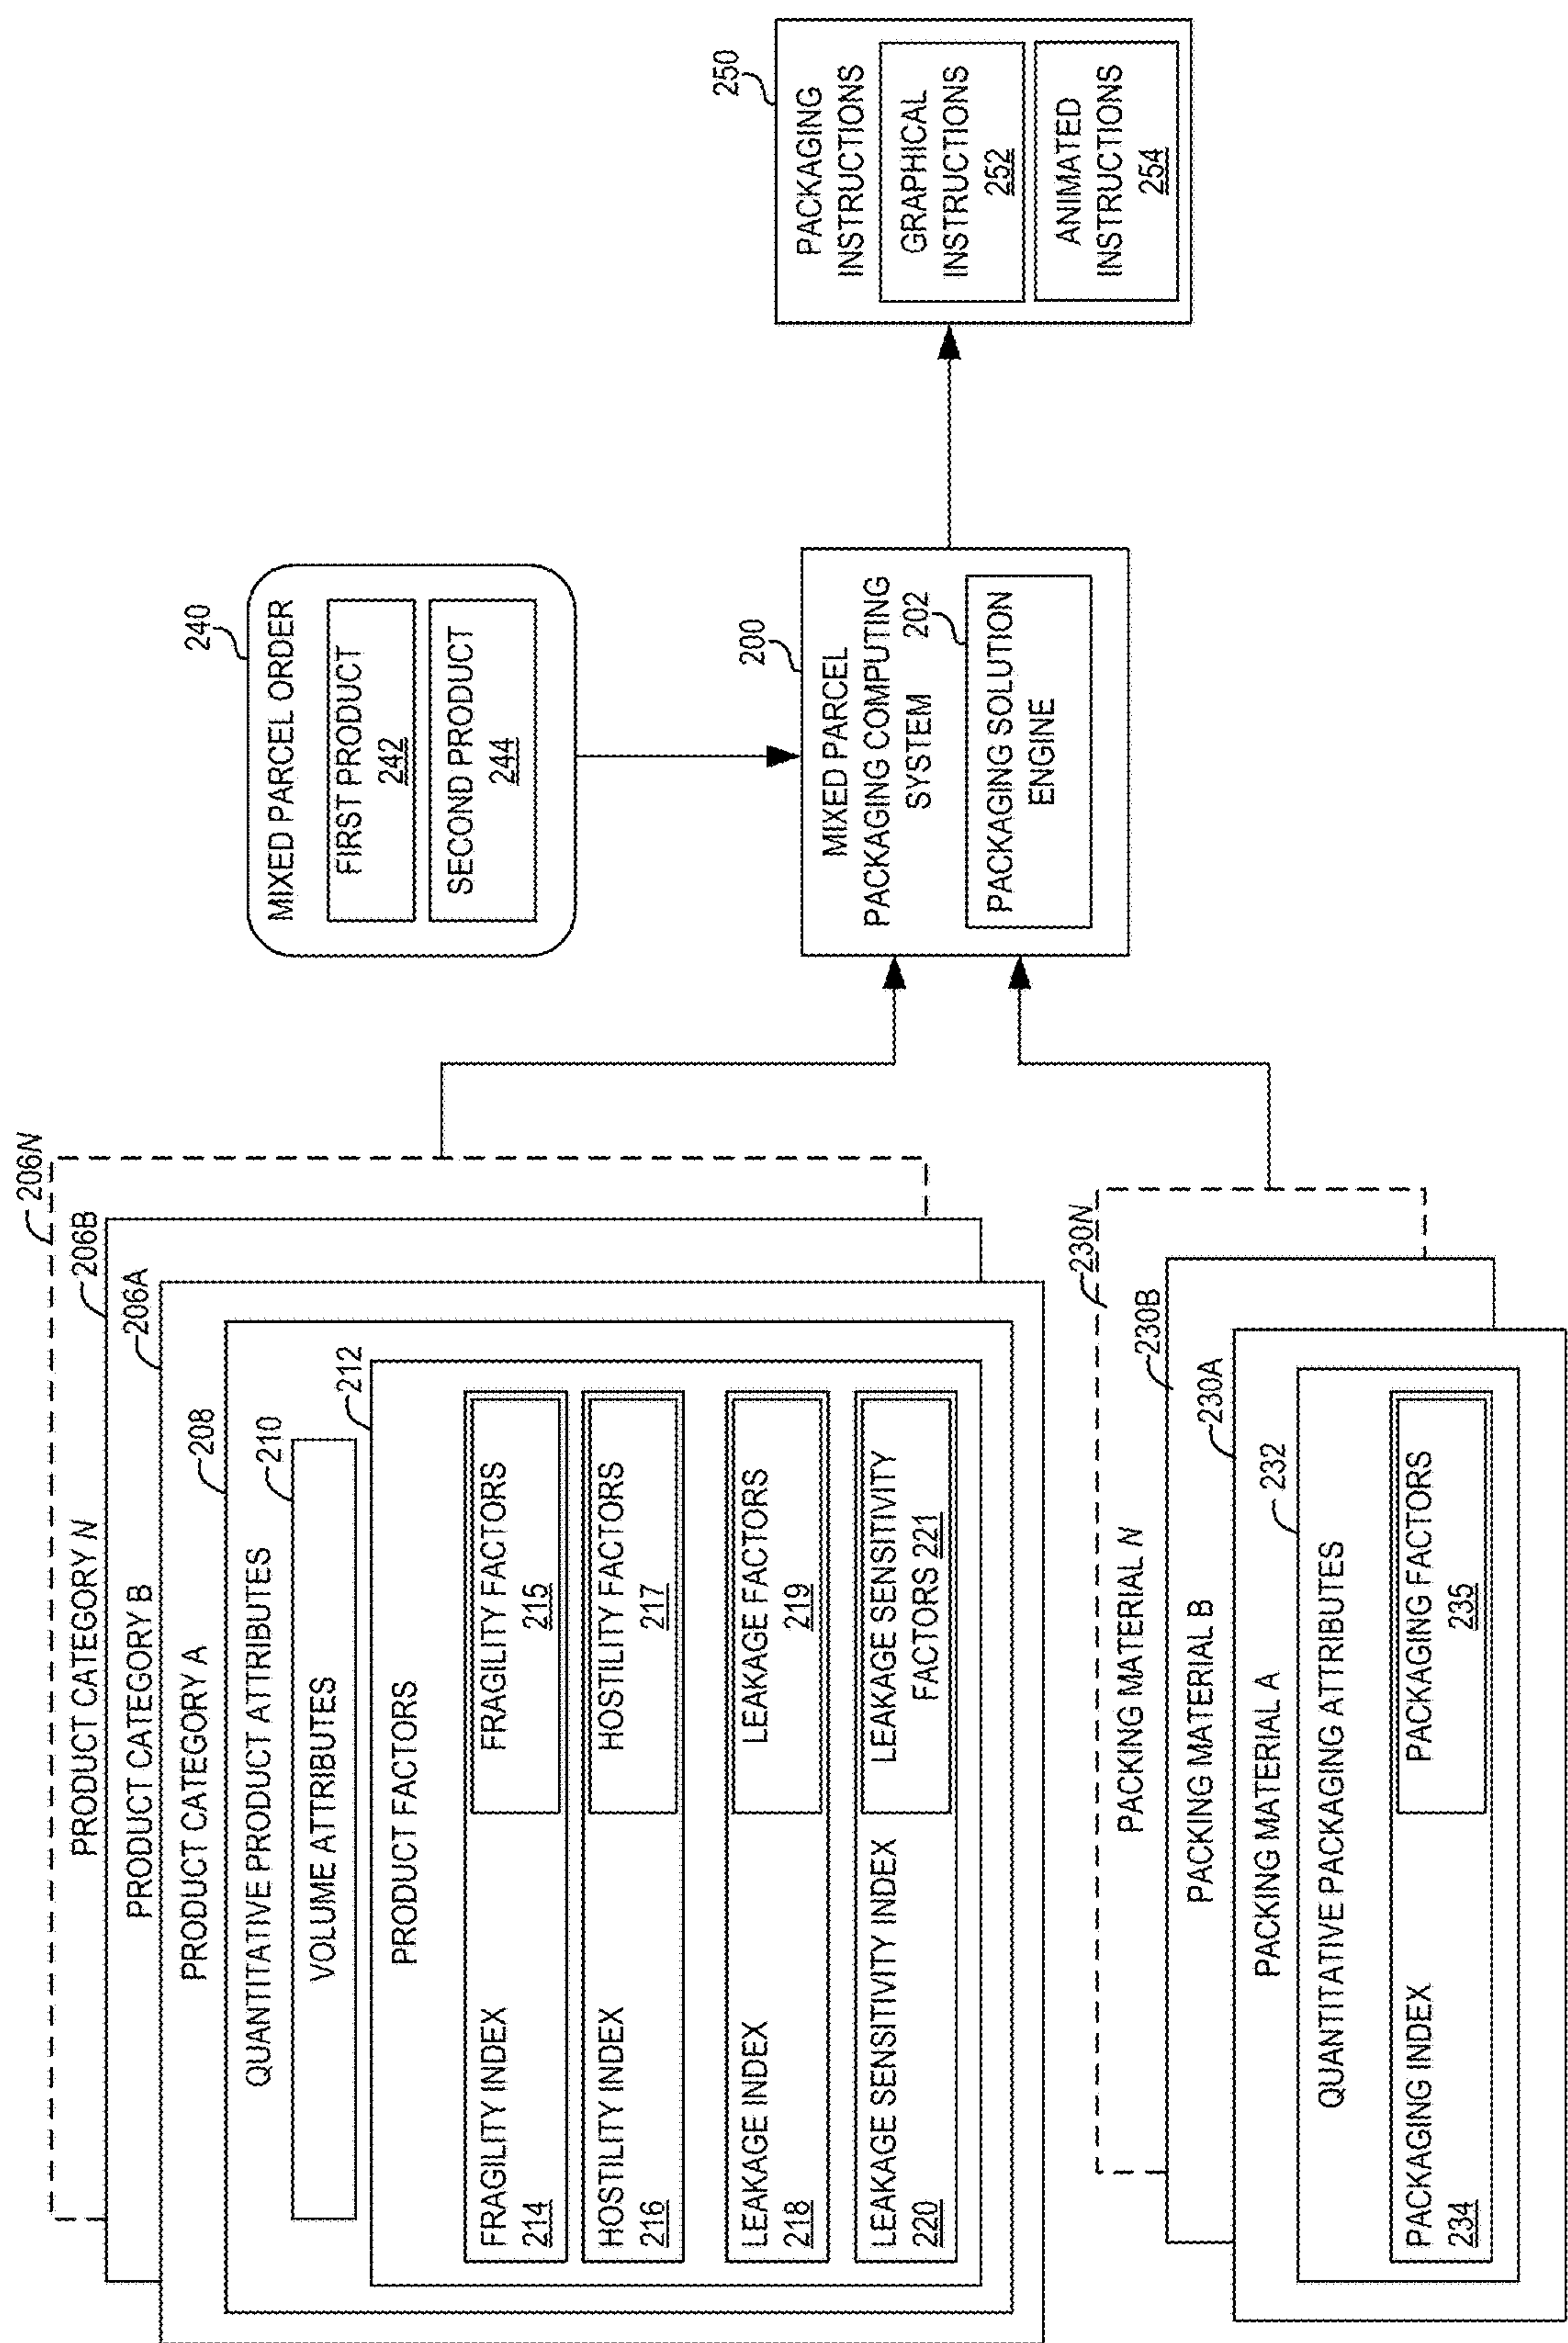 206N
PRODUCT CATEGORY N
206B
PRODUCT CATEGORY B
206A
PRODUCT CATEGORY A
208
QUANTITATIVE PRODUCT ATTRIBUTES
210
VOLUME ATTRIBUTES
212
PRODUCT FACTORS
FRAGILITY INDEX
214
FRAGILITY FACTORS
215
HOSTILITY INDEX
216
HOSTILITY FACTORS
217
LEAKAGE INDEX
218
LEAKAGE FACTORS
219
LEAKAGE SENSITIVITY INDEX
220
LEAKAGE SENSITIVITY
FACTORS 221
230N
PACKING MATERIAL N
230B
PACKING MATERIAL B
230A
PACKING MATERIAL A
232
QUANTITATIVE PACKAGING ATTRIBUTES
PACKAGING INDEX
234
PACKAGING FACTORS
235
240
MIXED PARCEL ORDER
FIRST PRODUCT
242
SECOND PRODUCT
244
200
MIXED PARCEL
PACKAGING COMPUTING
SYSTEM
202
PACKAGING SOLUTION
ENGINE
250
PACKAGING
INSTRUCTIONS
GRAPHICAL
INSTRUCTIONS
252
ANIMATED
INSTRUCTIONS
254